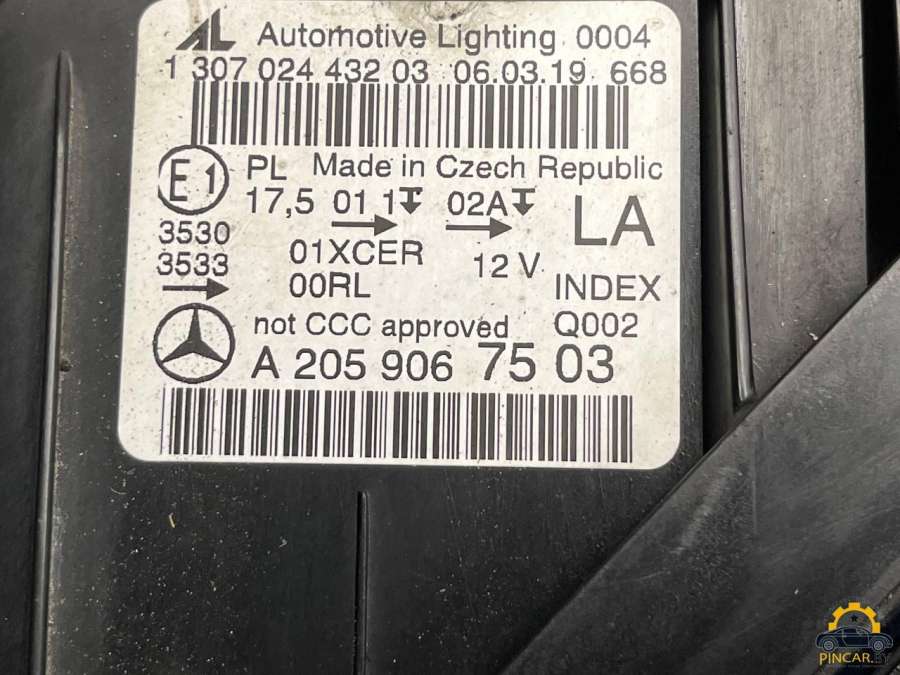 AL Automotive Lighting 0004
1 307 024 432 03 06.03.19 668
E1 PL Made in Czech Republic
17,5 01 1 02A LA
3530
3533
01XCER 12 V
00RL INDEX
not CCC approved Q002
A 205 906 75 03
PINCAR.BY